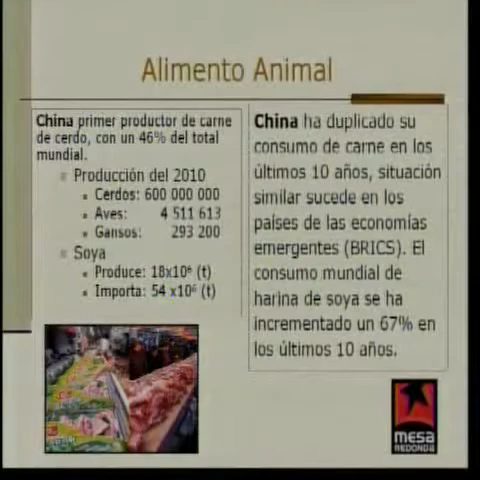 Alimento Animal
China primer productor de carne
de cerdo, con un 46% del total
mundial.
Producción del 2010
Cerdos: 600 000 000
Aves: 4 511 613
Gansos: 293 200
Soya
Produce: 18x10⁶ (t)
Importa: 54 x10⁶ (t)
China ha duplicado su
consumo de carne en los
últimos 10 años, situación
similar sucede en los
países de las economías
emergentes (BRICS). El
consumo mundial de
harina de soya se ha
incrementado un 67% en
los últimos 10 años.
mesa
REDONDA